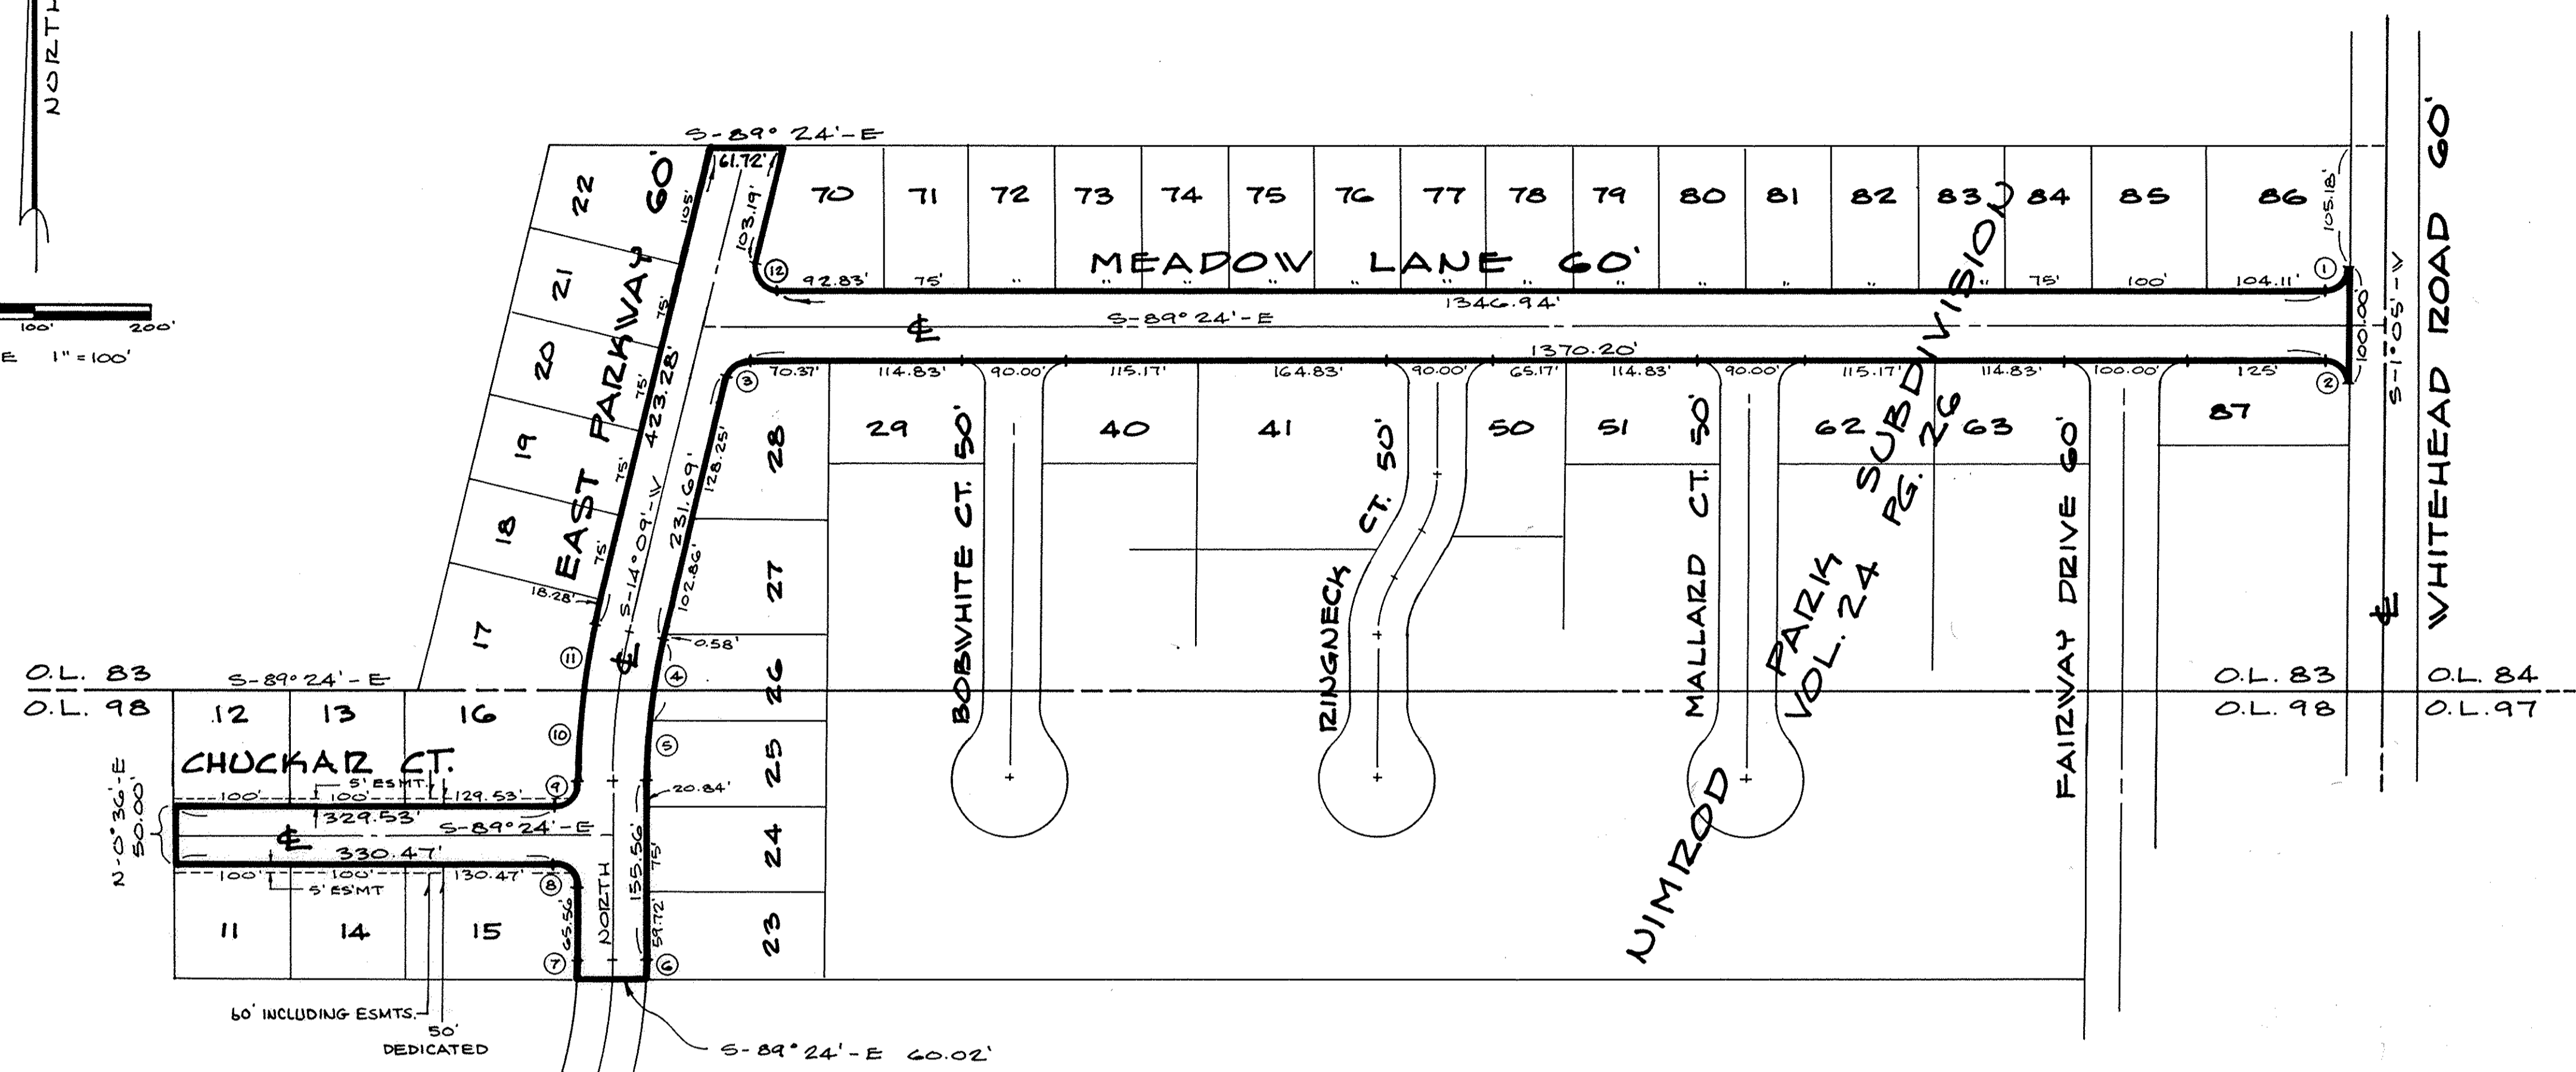 NORTH
100' 200'
E 1" = 100'
S-89° 24'-E
61.72'
60'
105'
103.19'
22
21
20
19
18
17
EAST PARKWAY
75'
75'
75'
75'
75'
423.28'
S-14° 09'-W
18.28'
231.69'
128.25'
102.86'
0.58'
℄
70 71 72 73 74 75 76 77 78 79 80 81 82 83 84 85 86
105.18'
MEADOW LANE 60'
12
92.83' 75' " " " " " " " " " " " 75' 100' 104.11'
1
1346.94'
℄
S-89° 24'-E
100.00'
1370.20'
3
70.37' 114.83' 90.00' 115.17' 164.83' 90.00' 65.17' 114.83' 90.00' 115.17' 114.83' 100.00' 125'
2
28 29 40 41 50 51 62 63 87
27
26
25
24
23
BOBWHITE CT. 50'
RINGNECK CT. 50'
MALLARD CT. 50'
FAIRWAY DRIVE 60'
NIMROD PARK SUBDIVISION
VOL. 24 PG. 26
S-1° 05'-W
℄
WHITEHEAD ROAD 60'
O.L. 83
O.L. 98
S-89° 24'-E
O.L. 83 O.L. 84
O.L. 98 O.L. 97
11
4
10
5
12 13 16
CHUCKAR CT.
5' ESMT.
9
100' 100' 129.53'
20.84'
N-0° 36'-E
50.00'
329.53'
℄
S-89° 24'-E
330.47'
100' 100' 130.47'
5' ES'MT
8
NORTH
155.56'
75'
65.56'
59.72'
11 14 15
7
6
60' INCLUDING ESMTS.
50'
DEDICATED
S-89° 24'-E 60.02'